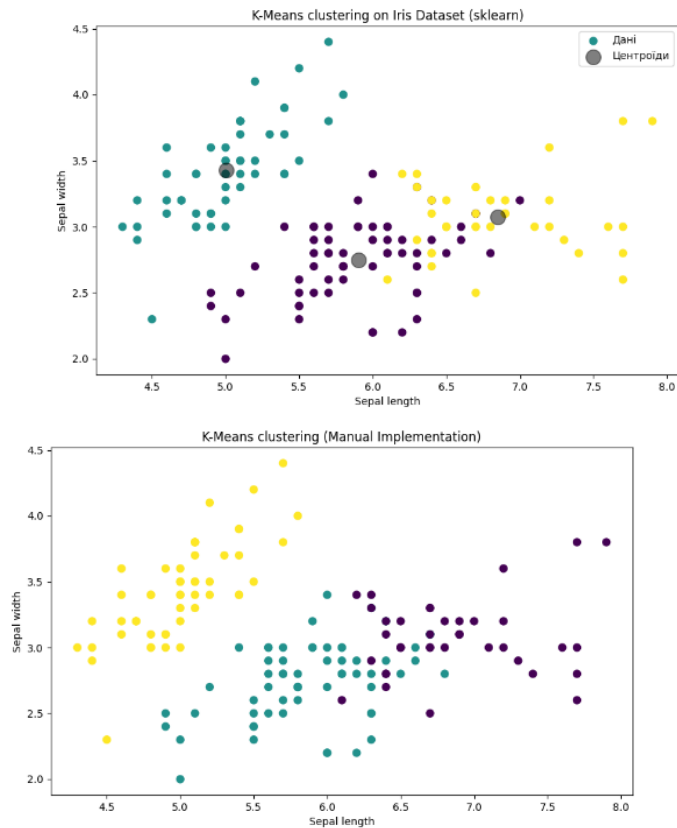 K-Means clustering on Iris Dataset (sklearn)
Дані
Центроїди
4.5
4.0
3.5
3.0
2.5
2.0
Sepal width
4.5 5.0 5.5 6.0 6.5 7.0 7.5 8.0
Sepal length
K-Means clustering (Manual Implementation)
4.5
4.0
3.5
3.0
2.5
2.0
Sepal width
4.5 5.0 5.5 6.0 6.5 7.0 7.5 8.0
Sepal length